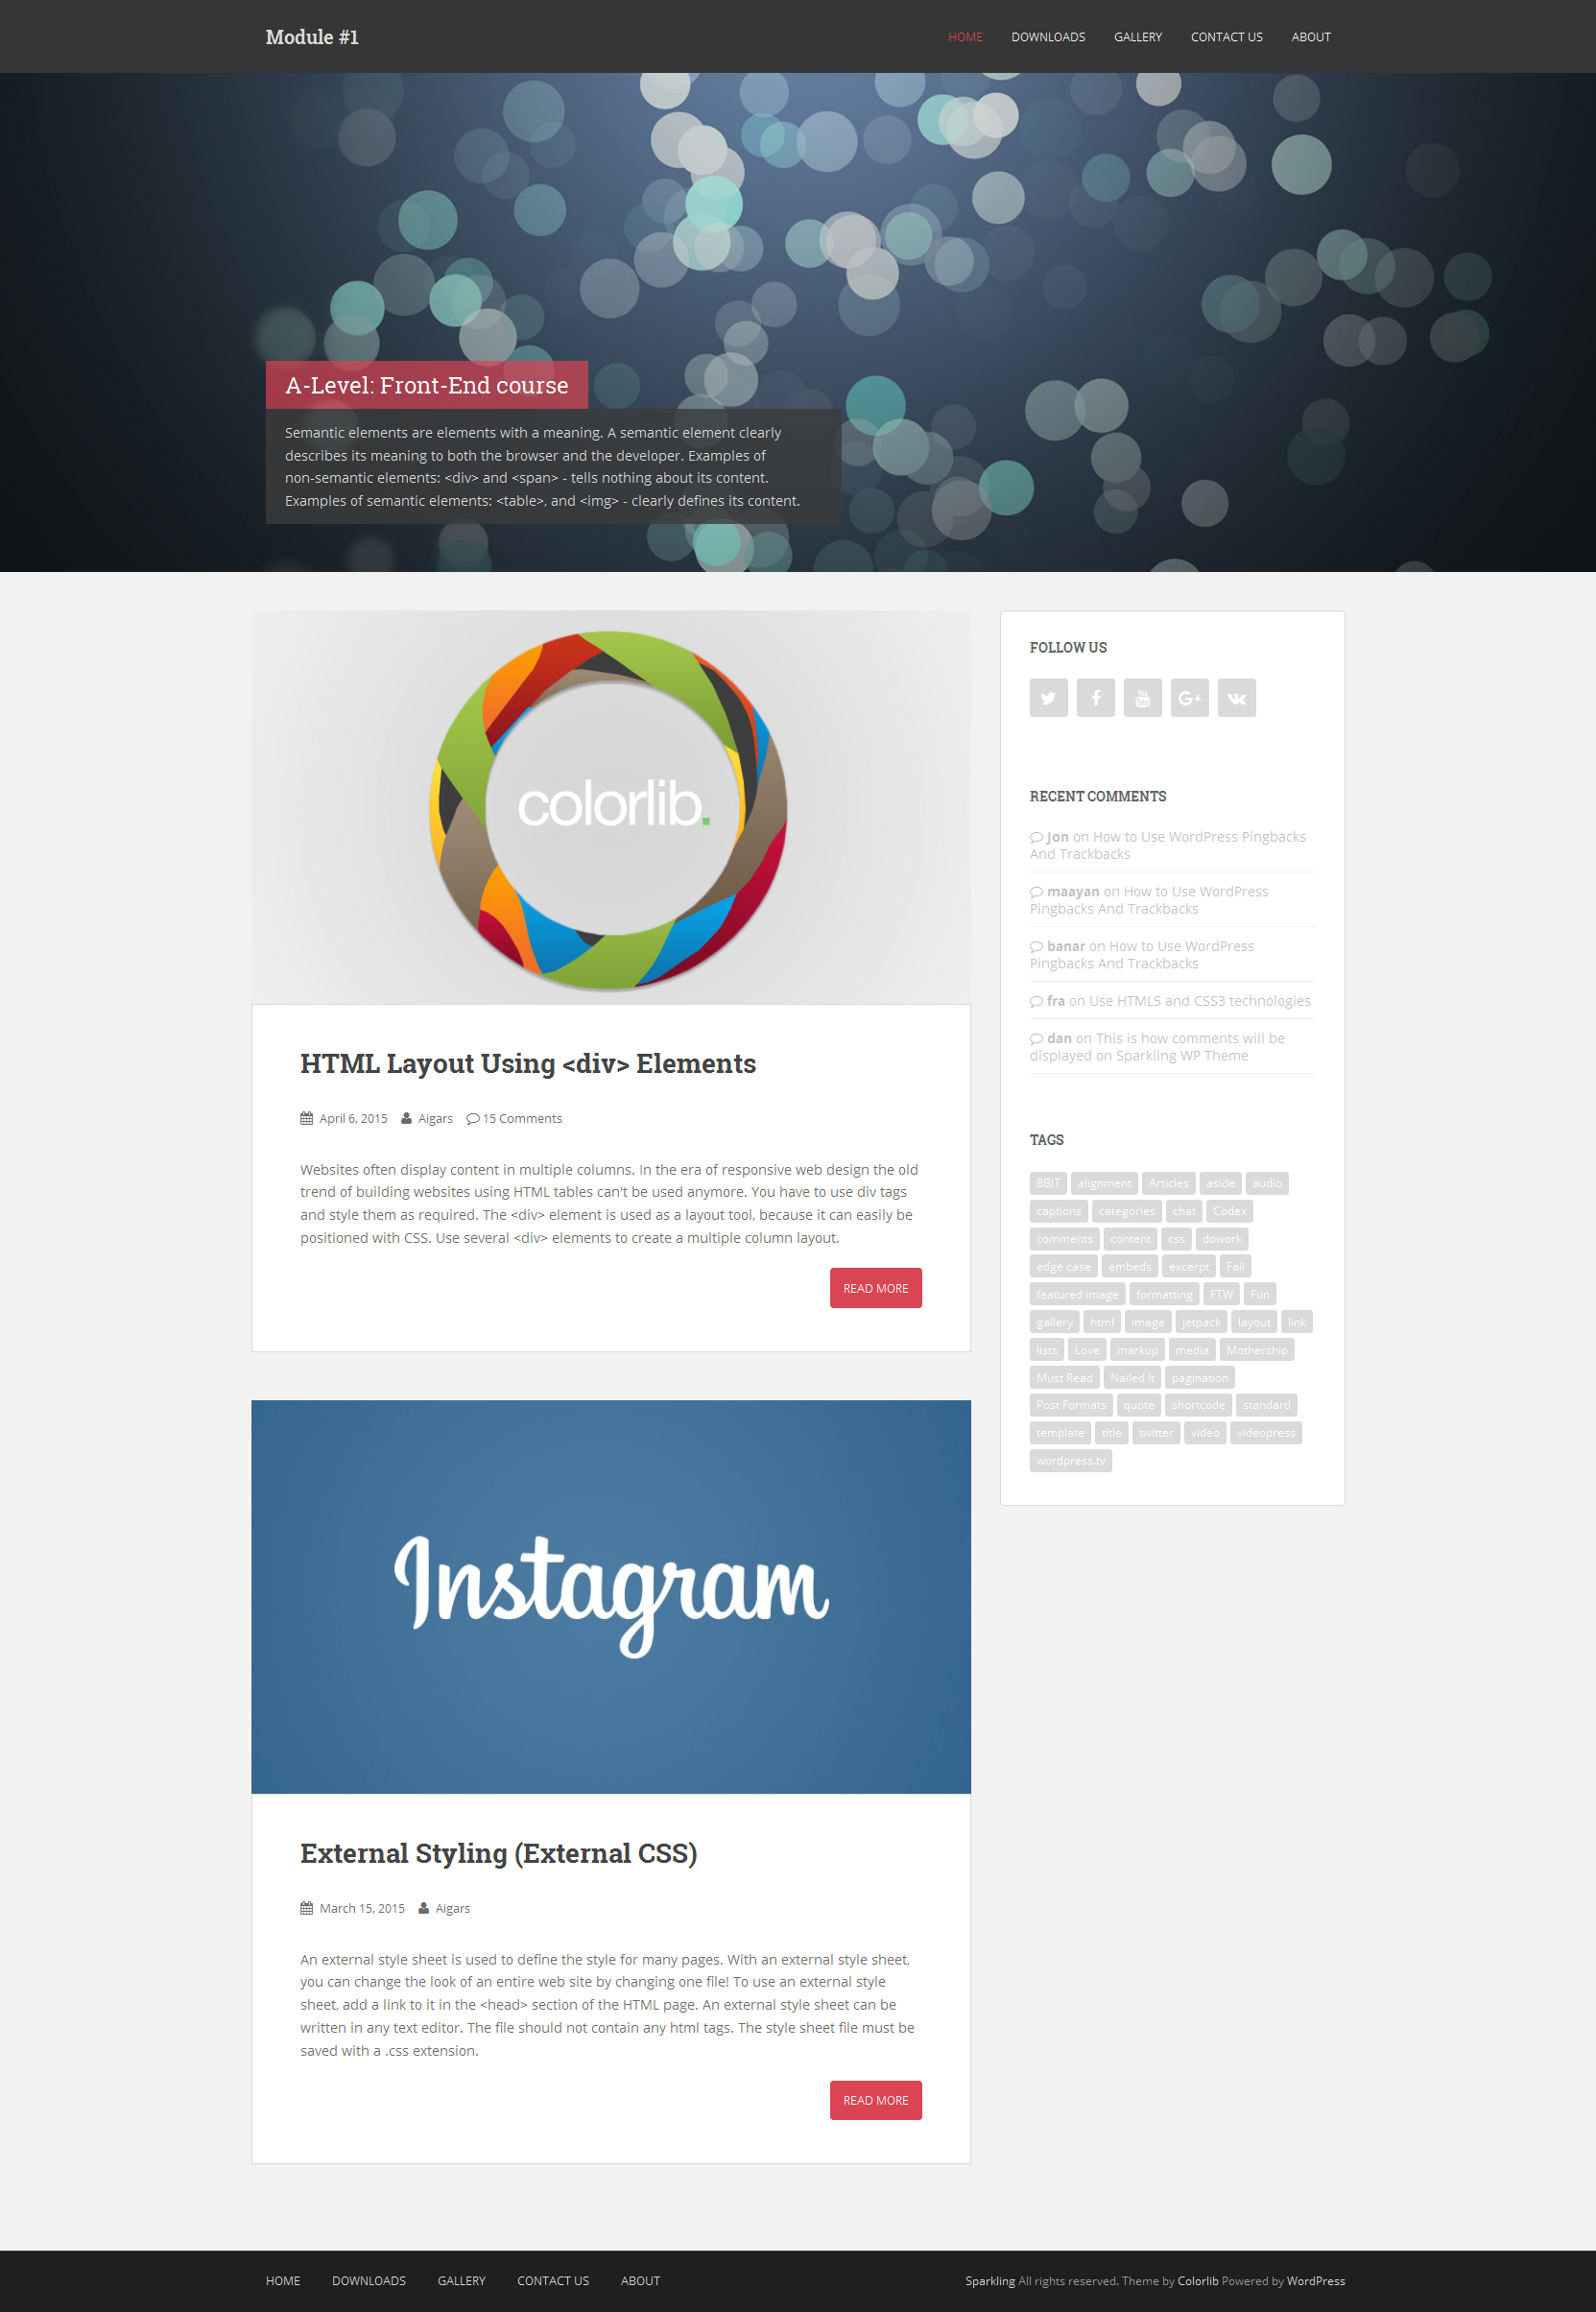 Module #1
HOME DOWNLOADS GALLERY CONTACT US ABOUT
A-Level: Front-End course
Semantic elements are elements with a meaning. A semantic element clearly
describes its meaning to both the browser and the developer. Examples of
non-semantic elements: <div> and <span> - tells nothing about its content.
Examples of semantic elements: <table>, and <img> - clearly defines its content.
colorlib.
HTML Layout Using <div> Elements
April 6, 2015 Aigars 15 Comments
Websites often display content in multiple columns. In the era of responsive web design the old
trend of building websites using HTML tables can't be used anymore. You have to use div tags
and style them as required. The <div> element is used as a layout tool, because it can easily be
positioned with CSS. Use several <div> elements to create a multiple column layout.
READ MORE
Instagram
External Styling (External CSS)
March 15, 2015 Aigars
An external style sheet is used to define the style for many pages. With an external style sheet,
you can change the look of an entire web site by changing one file! To use an external style
sheet, add a link to it in the <head> section of the HTML page. An external style sheet can be
written in any text editor. The file should not contain any html tags. The style sheet file must be
saved with a .css extension.
READ MORE
FOLLOW US
You Tube
G+
RECENT COMMENTS
Jon on How to Use WordPress Pingbacks
And Trackbacks
maayan on How to Use WordPress
Pingbacks And Trackbacks
banar on How to Use WordPress
Pingbacks And Trackbacks
fra on Use HTML5 and CSS3 technologies
dan on This is how comments will be
displayed on Sparkling WP Theme
TAGS
8BIT alignment Articles aside audio
captions categories chat Codex
comments content css dowork
edge case embeds excerpt Fail
featured image formatting FTW Fun
gallery html image jetpack layout link
lists Love markup media Mothership
Must Read Nailed It pagination
Post Formats quote shortcode standard
template title twitter video videopress
wordpress.tv
HOME DOWNLOADS GALLERY CONTACT US ABOUT
Sparkling All rights reserved. Theme by Colorlib Powered by WordPress